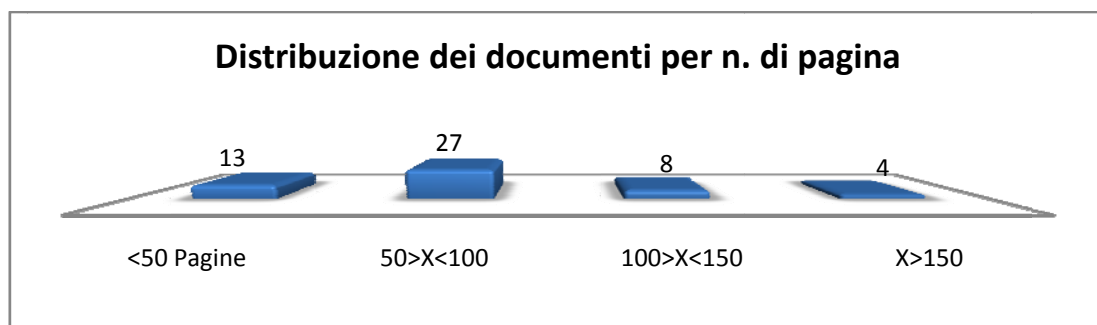 Distribuzione dei documenti per n. di pagina
13
27
8
4
<50 Pagine
50>X<100
100>X<150
X>150